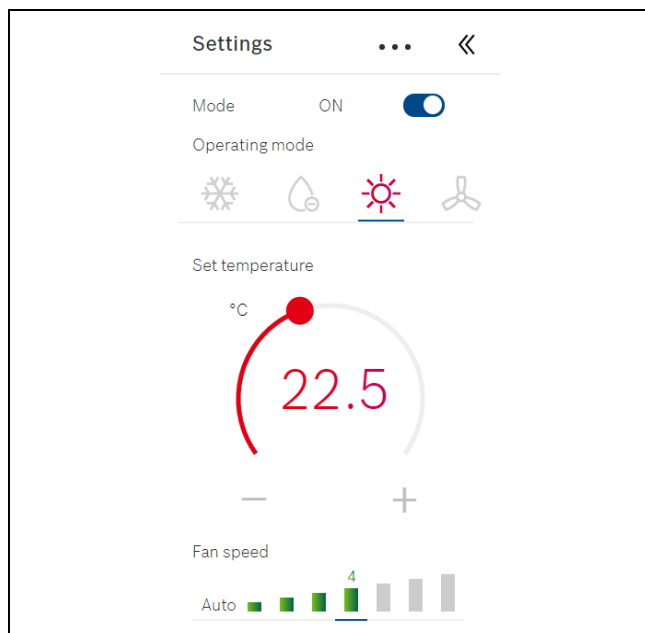 Settings
Mode ON
Operating mode
Set temperature
°C
22.5
Fan speed
4
Auto